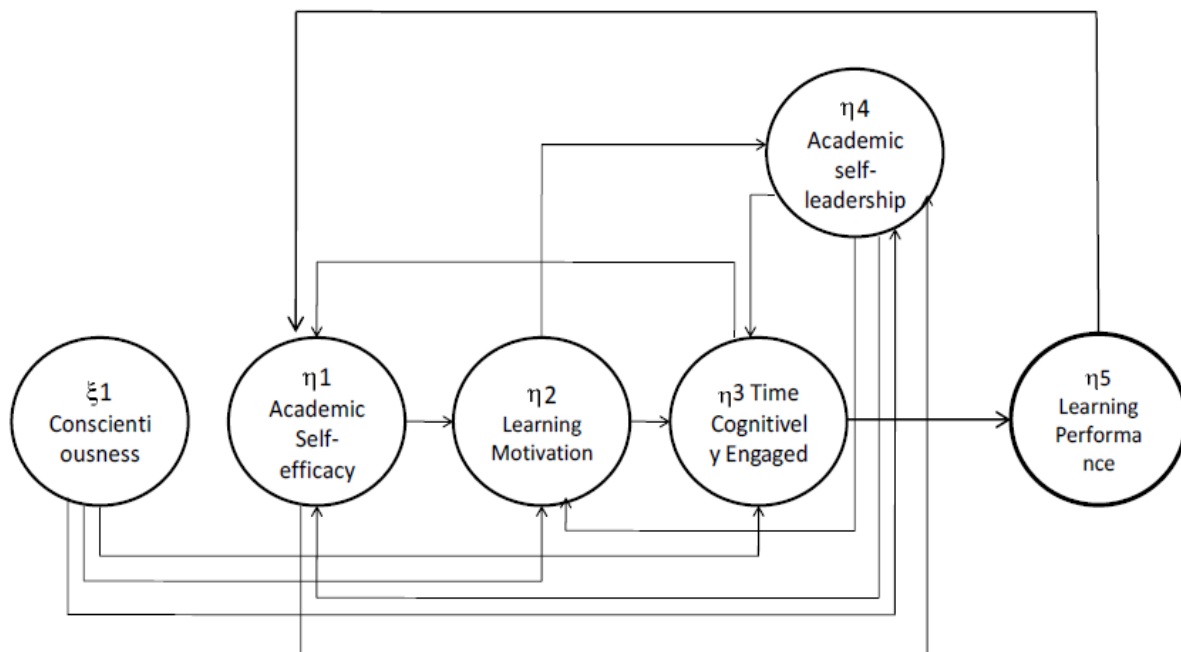 η4
Academic
self-
leadership
ξ1
Conscienti
ousness
η1
Academic
Self-
efficacy
η2
Learning
Motivation
η3 Time
Cognitivel
y Engaged
η5
Learning
Performa
nce